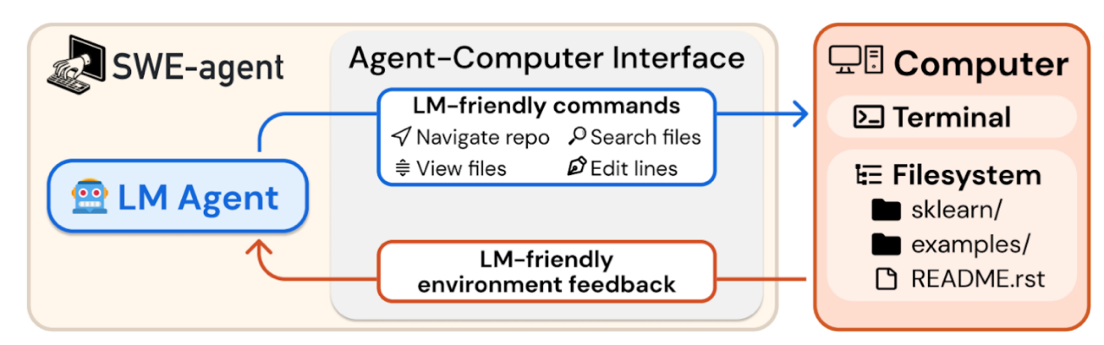 SWE-agent
Agent-Computer Interface
LM-friendly commands
Navigate repo
Search files
View files
Edit lines
LM Agent
LM-friendly
environment feedback
Computer
Terminal
Filesystem
sklearn/
examples/
README.rst